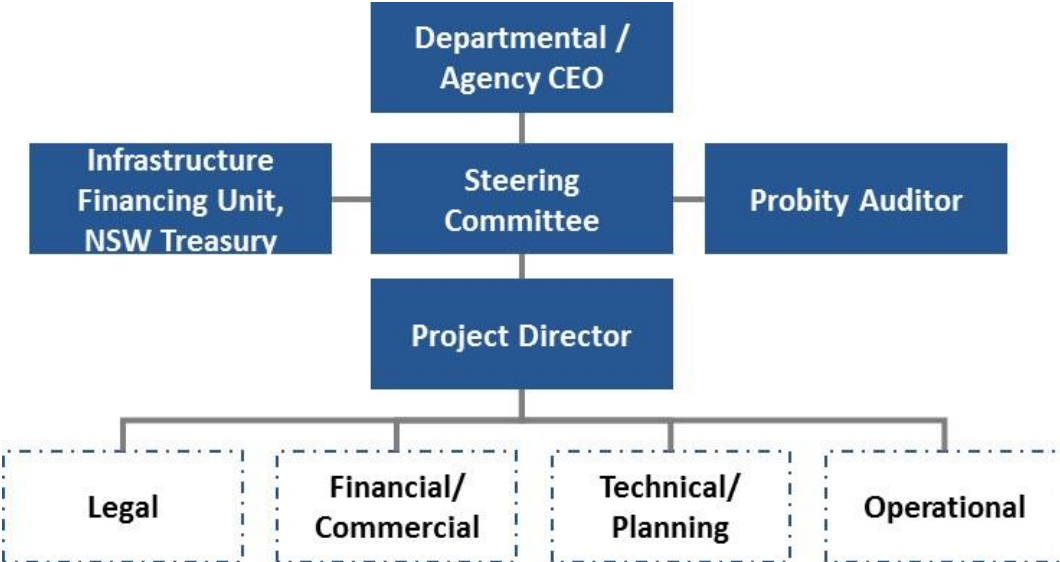 Departmental /
Agency CEO
Infrastructure
Financing Unit,
NSW Treasury
Steering
Committee
Probity Auditor
Project Director
Legal
Financial/
Commercial
Technical/
Planning
Operational